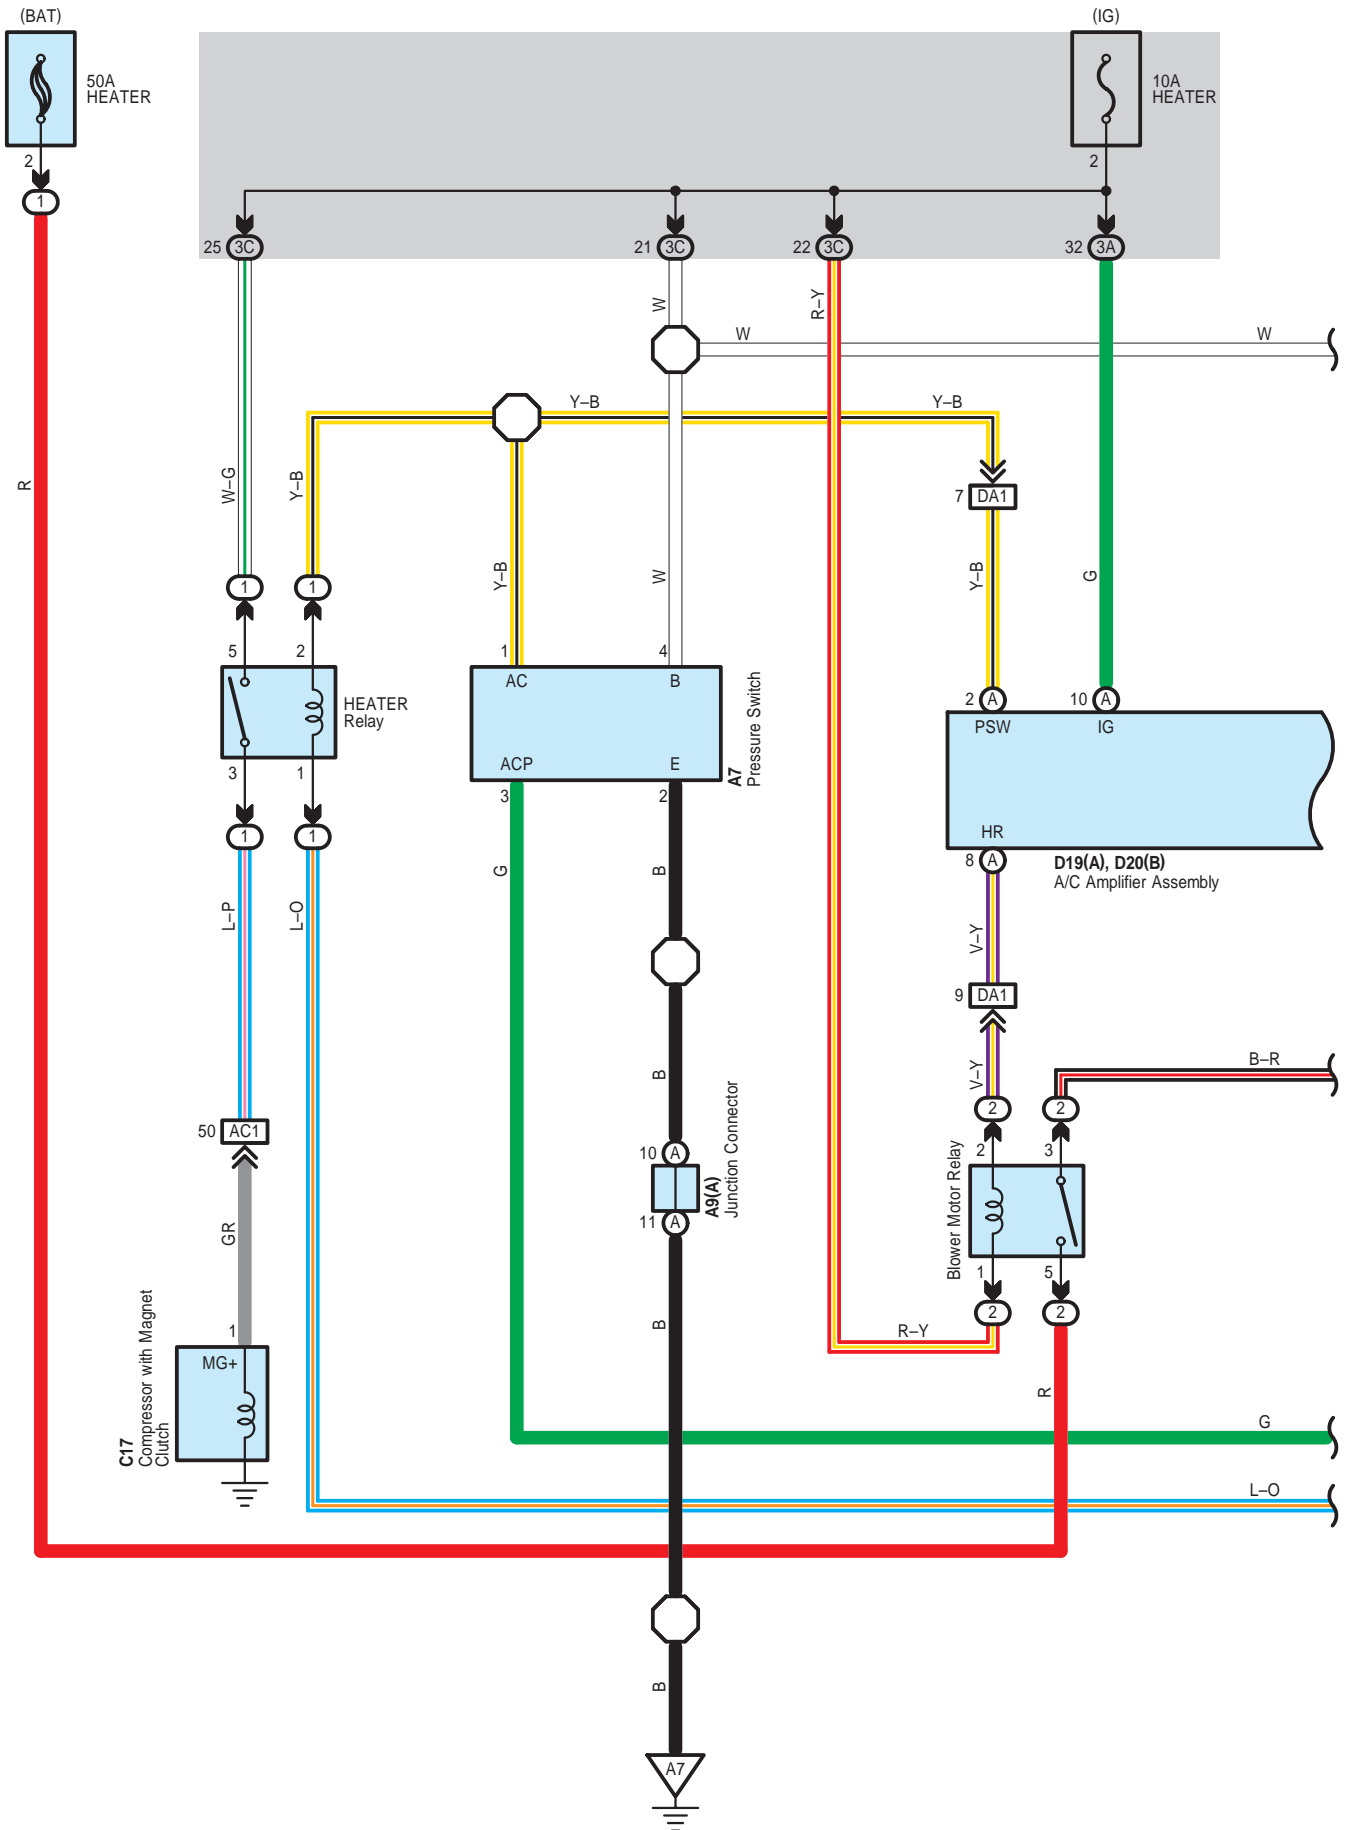 (BAT)
(IG)
50A
HEATER
10A
HEATER
2
2
1
25 3C
21 3C
22 3C
32 3A
W
R–Y
W
W
Y–B
Y–B
R
W–G
Y–B
7 DA1
Y–B
W
Y–B
G
1
1
5
2
1
4
HEATER
Relay
AC
B
ACP
E
A7
Pressure Switch
2 A
10 A
PSW
IG
HR
3
1
3
2
1
1
8 A
D19(A), D20(B)
A/C Amplifier Assembly
G
B
L–P
L–O
V–Y
9 DA1
B
V–Y
B–R
50 AC1
2
2
10 A
A9(A)
Junction Connector
11 A
2
3
Blower Motor Relay
1
5
GR
2
2
1
MG+
C17
Compressor with Magnet
Clutch
B
R–Y
R
G
L–O
B
A7